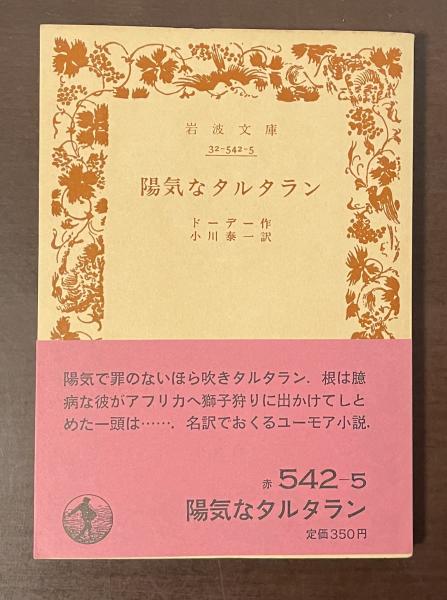 岩波文庫
32-542-5
陽気なタルタラン
ドーデー作
小川泰一訳
陽気で罪のないほら吹きタルタラン．根は臆
病な彼がアフリカへ獅子狩りに出かけてしと
めた一頭は……．名訳でおくるユーモア小説．
赤 542-5
陽気なタルタラン
定価350円